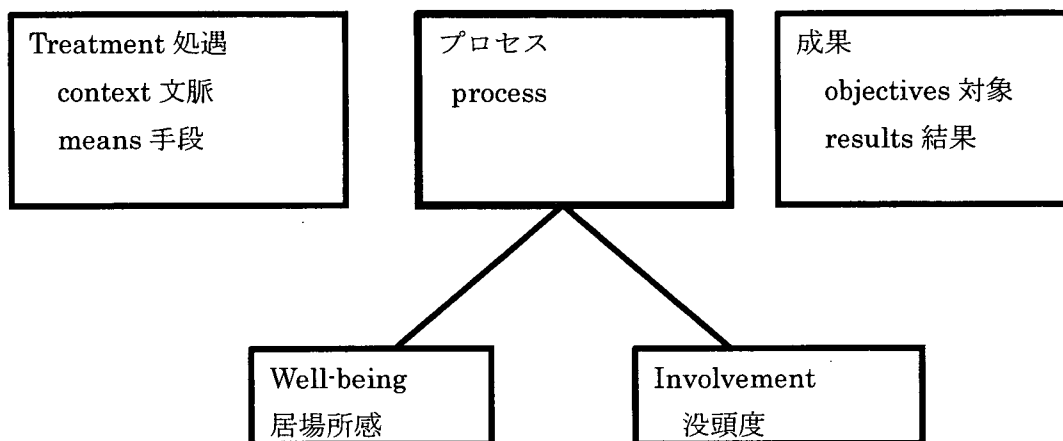 Treatment 処遇
context 文脈
means 手段
プロセス
process
成果
objectives 対象
results 結果
Well-being
居場所感
Involvement
没頭度